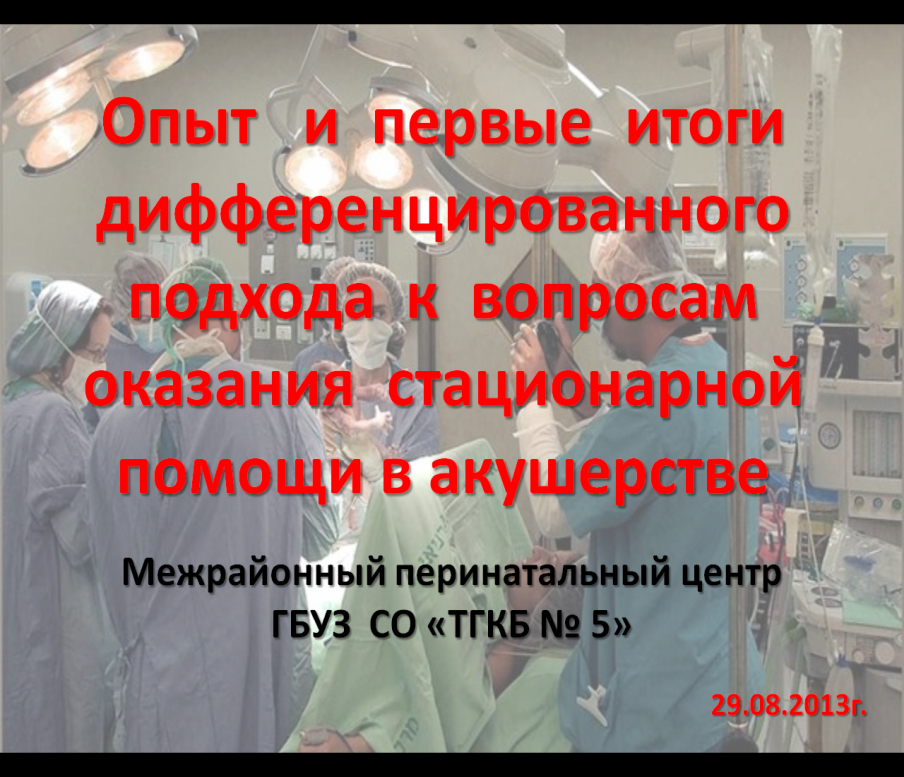 Опыт и первые итоги
дифференцированного
подхода к вопросам
оказания стационарной
помощи в акушерстве
Межрайонный перинатальный центр
ГБУЗ СО «ТГКБ № 5»
29.08.2013г.